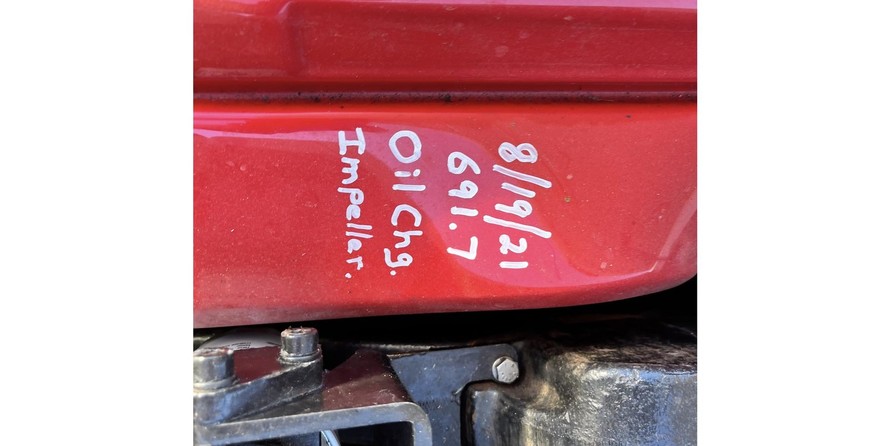 8/19/21
691.7
Oil Chg.
Impeller.